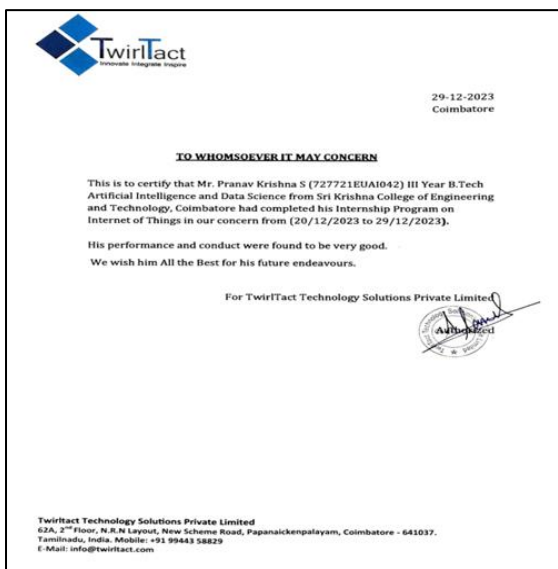 TwirlTact
Innovate Integrate Inspire
29-12-2023
Coimbatore
TO WHOMSOEVER IT MAY CONCERN
This is to certify that Mr. Pranav Krishna S (727721EUAI042) III Year B.Tech
Artificial Intelligence and Data Science from Sri Krishna College of Engineering
and Technology, Coimbatore had completed his Internship Program on
Internet of Things in our concern from (20/12/2023 to 29/12/2023).
His performance and conduct were found to be very good.
We wish him All the Best for his future endeavours.
For TwirlTact Technology Solutions Private Limited
Authorized
Twirltact Technology Solutions Private Limited
62A, 2nd Floor, N.R.N Layout, New Scheme Road, Papanaickenpalayam, Coimbatore - 641037.
Tamilnadu, India. Mobile: +91 99443 58829
E-Mail: info@twirltact.com